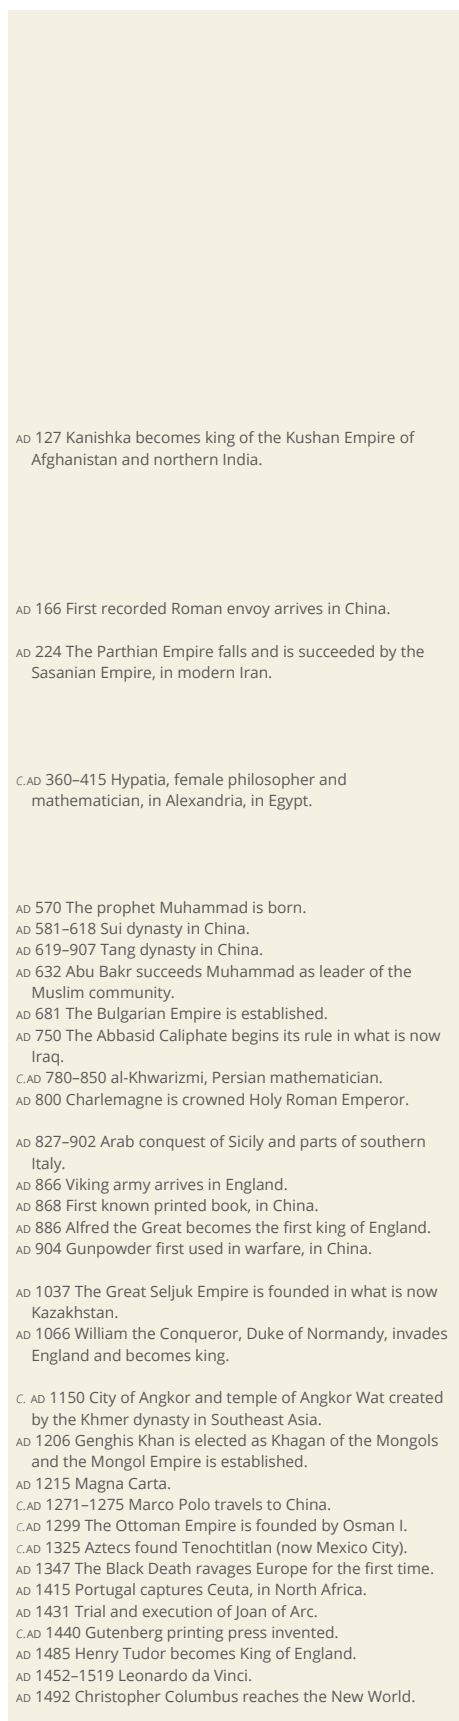 AD 127 Kanishka becomes king of the Kushan Empire of
Afghanistan and northern India.
AD 166 First recorded Roman envoy arrives in China.
AD 224 The Parthian Empire falls and is succeeded by the
Sasanian Empire, in modern Iran.
C.AD 360–415 Hypatia, female philosopher and
mathematician, in Alexandria, in Egypt.
AD 570 The prophet Muhammad is born.
AD 581–618 Sui dynasty in China.
AD 619–907 Tang dynasty in China.
AD 632 Abu Bakr succeeds Muhammad as leader of the
Muslim community.
AD 681 The Bulgarian Empire is established.
AD 750 The Abbasid Caliphate begins its rule in what is now
Iraq.
C.AD 780–850 al-Khwarizmi, Persian mathematician.
AD 800 Charlemagne is crowned Holy Roman Emperor.
AD 827–902 Arab conquest of Sicily and parts of southern
Italy.
AD 866 Viking army arrives in England.
AD 868 First known printed book, in China.
AD 886 Alfred the Great becomes the first king of England.
AD 904 Gunpowder first used in warfare, in China.
AD 1037 The Great Seljuk Empire is founded in what is now
Kazakhstan.
AD 1066 William the Conqueror, Duke of Normandy, invades
England and becomes king.
C. AD 1150 City of Angkor and temple of Angkor Wat created
by the Khmer dynasty in Southeast Asia.
AD 1206 Genghis Khan is elected as Khagan of the Mongols
and the Mongol Empire is established.
AD 1215 Magna Carta.
C.AD 1271–1275 Marco Polo travels to China.
C.AD 1299 The Ottoman Empire is founded by Osman I.
C.AD 1325 Aztecs found Tenochtitlan (now Mexico City).
AD 1347 The Black Death ravages Europe for the first time.
AD 1415 Portugal captures Ceuta, in North Africa.
AD 1431 Trial and execution of Joan of Arc.
C.AD 1440 Gutenberg printing press invented.
AD 1485 Henry Tudor becomes King of England.
AD 1452–1519 Leonardo da Vinci.
AD 1492 Christopher Columbus reaches the New World.